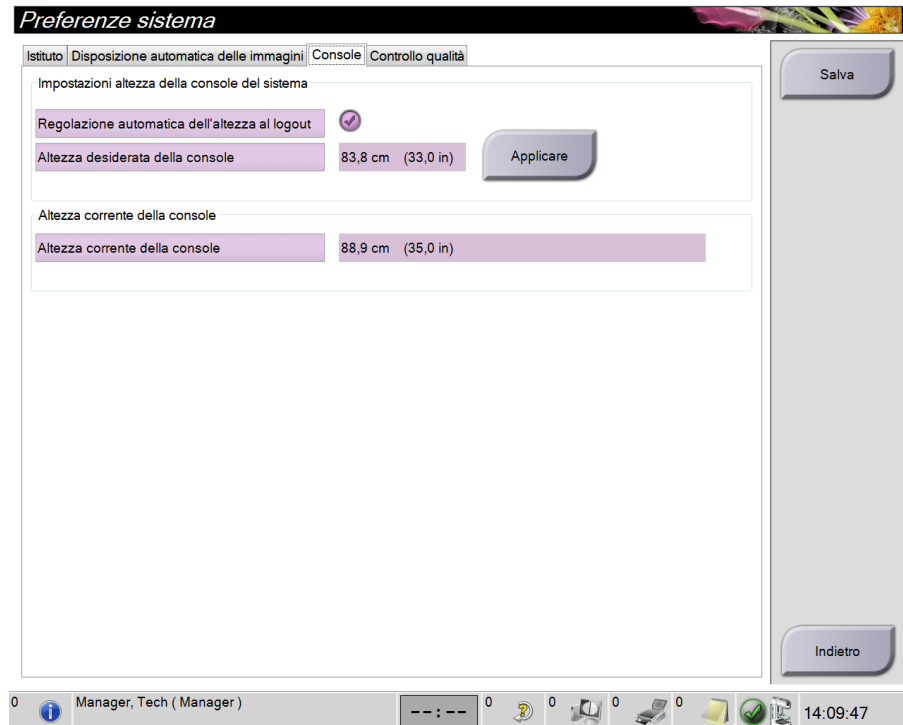 Preferenze sistema
Istituto Disposizione automatica delle immagini Console Controllo qualità
Salva
Impostazioni altezza della console del sistema
Regolazione automatica dell'altezza al logout
Altezza desiderata della console 83,8 cm (33,0 in) Applicare
Altezza corrente della console
Altezza corrente della console 88,9 cm (35,0 in)
Indietro
0 Manager, Tech ( Manager ) --:-- 0 0 0 0 14:09:47